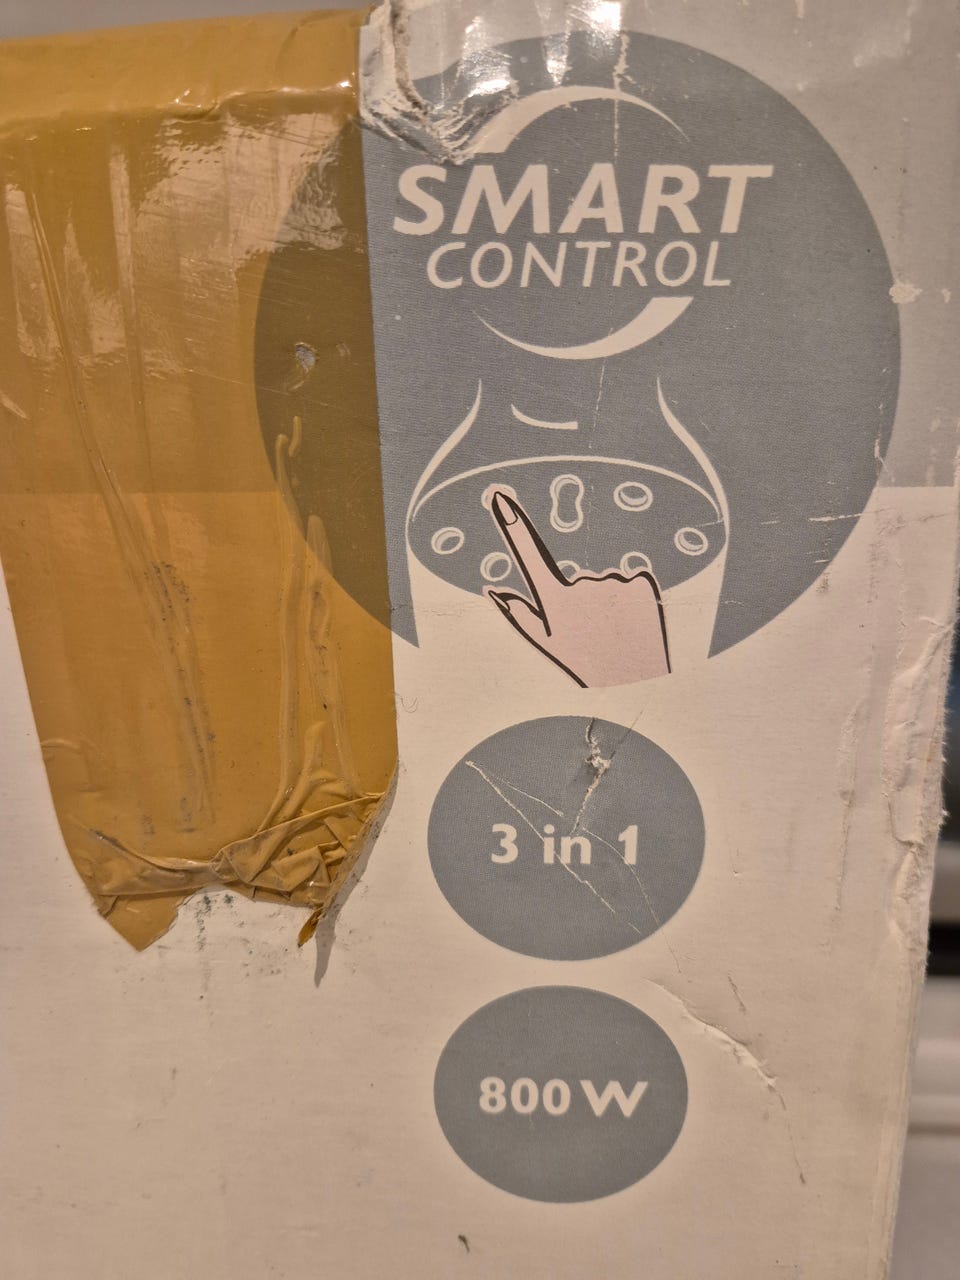 SMART
CONTROL
3 in 1
800 W